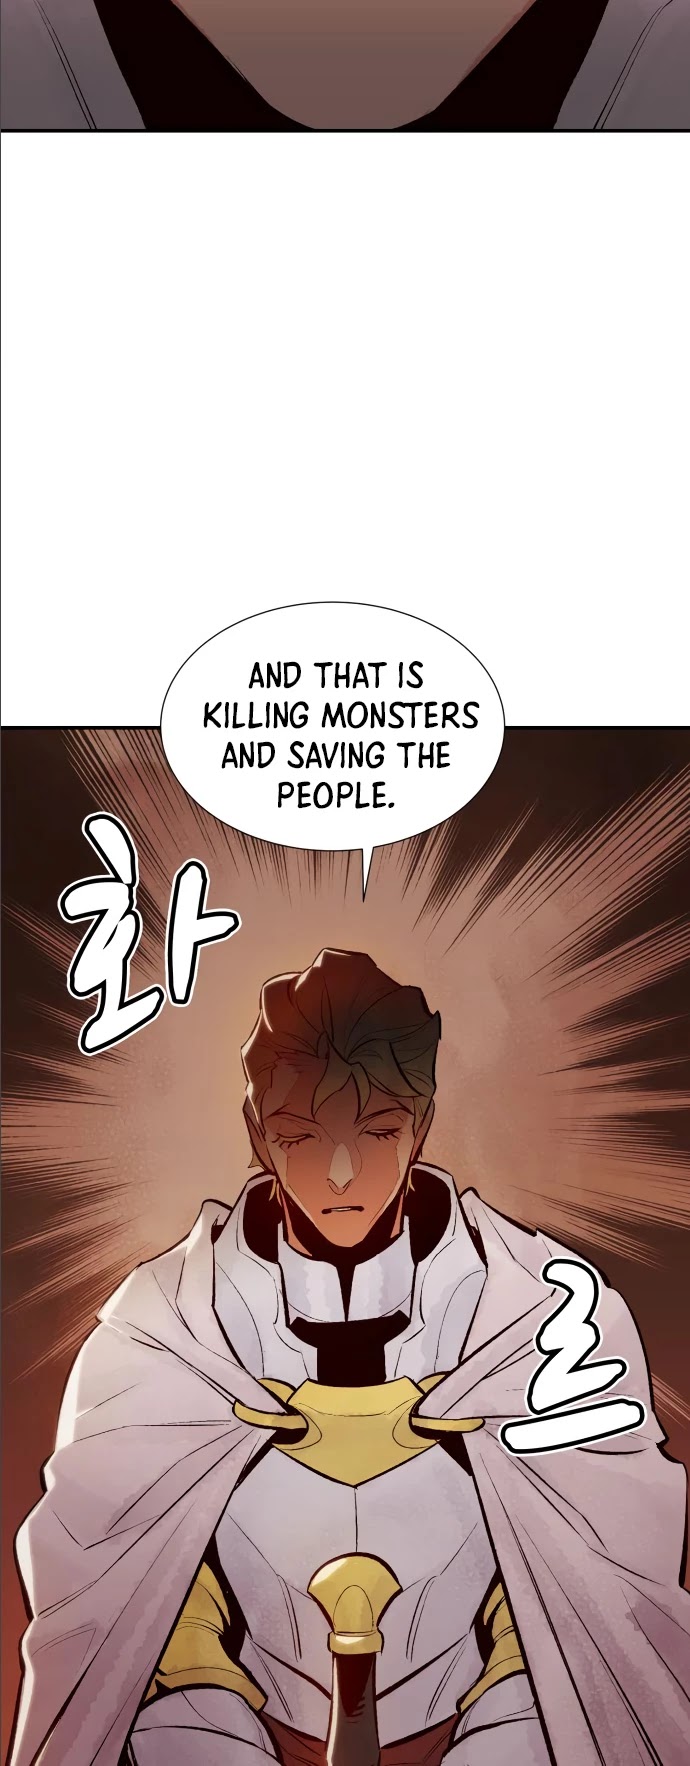 AND THAT IS
KILLING MONSTERS
AND SAVING THE
PEOPLE.
화
르